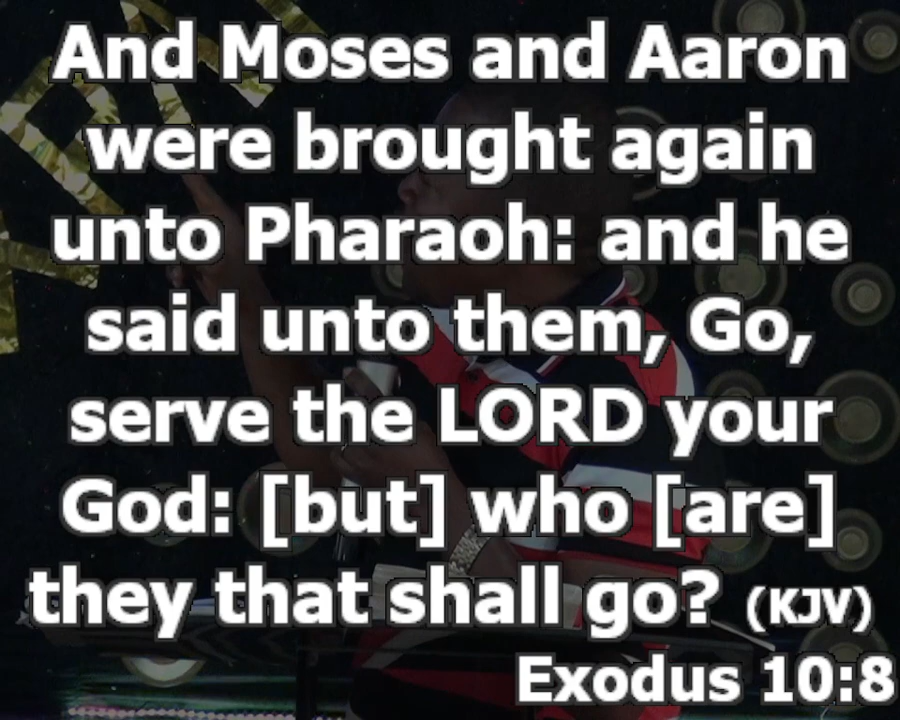 And Moses and Aaron
were brought again
unto Pharaoh: and he
said unto them, Go,
serve the LORD your
God: [but] who [are]
they that shall go? (KJV)
Exodus 10:8